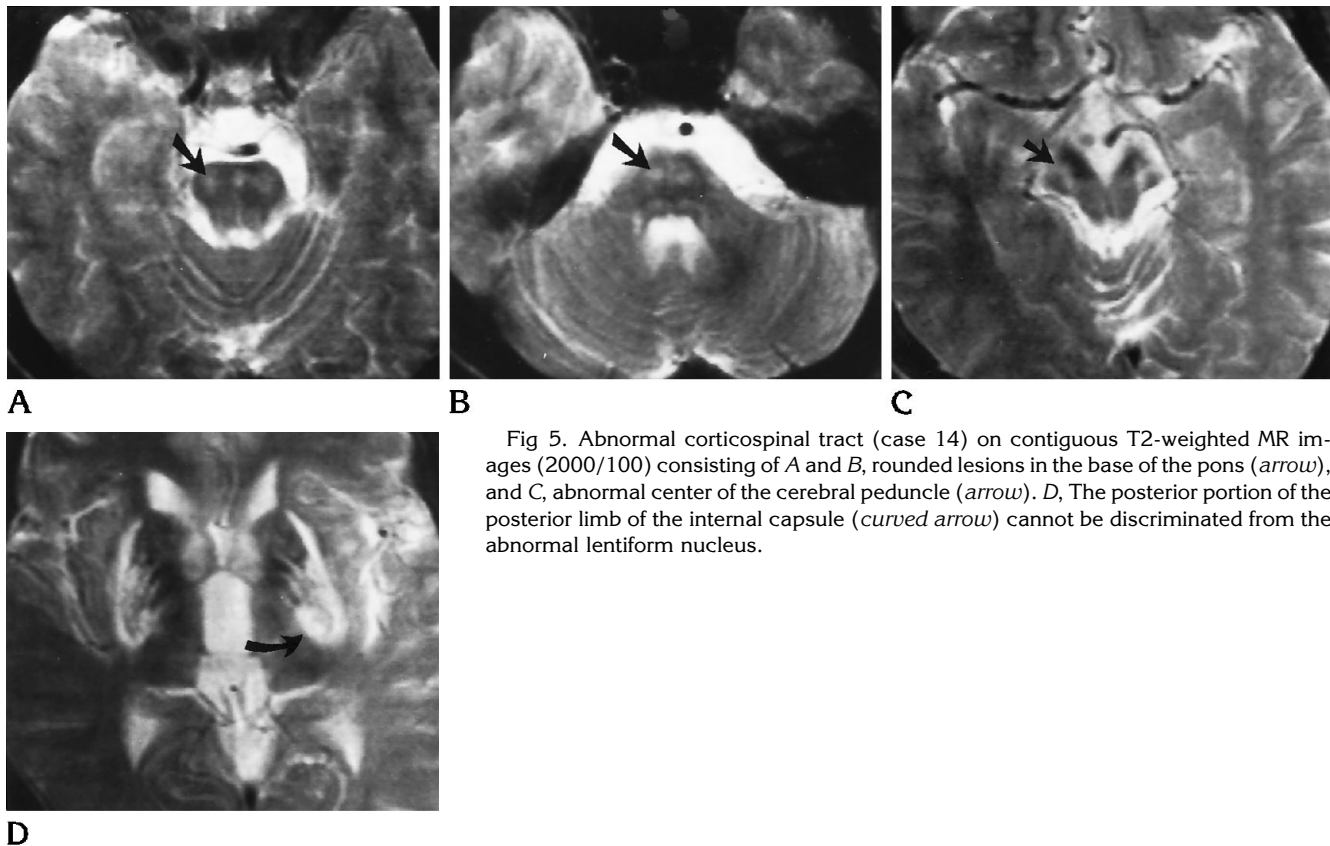 A
B
C
Fig 5. Abnormal corticospinal tract (case 14) on contiguous T2-weighted MR im-
ages (2000/100) consisting of A and B, rounded lesions in the base of the pons (arrow),
and C, abnormal center of the cerebral peduncle (arrow). D, The posterior portion of the
posterior limb of the internal capsule (curved arrow) cannot be discriminated from the
abnormal lentiform nucleus.
D